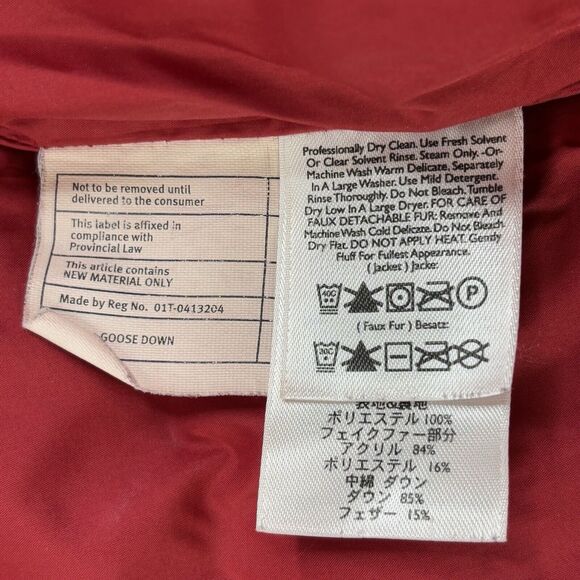 Not to be removed until
delivered to the consumer
This label is affixed in
compliance with
Provincial Law
This article contains
NEW MATERIAL ONLY
Made by Reg No. 01T-0413204
GOOSE DOWN
Professionally Dry Clean. Use Fresh Solvent
Or Clear Solvent Rinse. Steam Only. -Or-
Machine Wash Warm Delicate, Separately
In A Large Washer. Use Mild Detergent.
Rinse Thoroughly. Do Not Bleach. Tumble
Dry Low In A Large Dryer. FOR CARE OF
FAUX DETACHABLE FUR: Remove And
Machine Wash Cold Delicate. Do Not Bleach
Dry Flat. DO NOT APPLY HEAT. Gently
Fluff For Fullest Appearance.
( Jacket ) Jacke:
40C P
( Faux Fur ) Besatz:
30C
表地&裏地
ポリエステル 100%
フェイクファー部分
アクリル 84%
ポリエステル 16%
中綿 ダウン
ダウン 85%
フェザー 15%